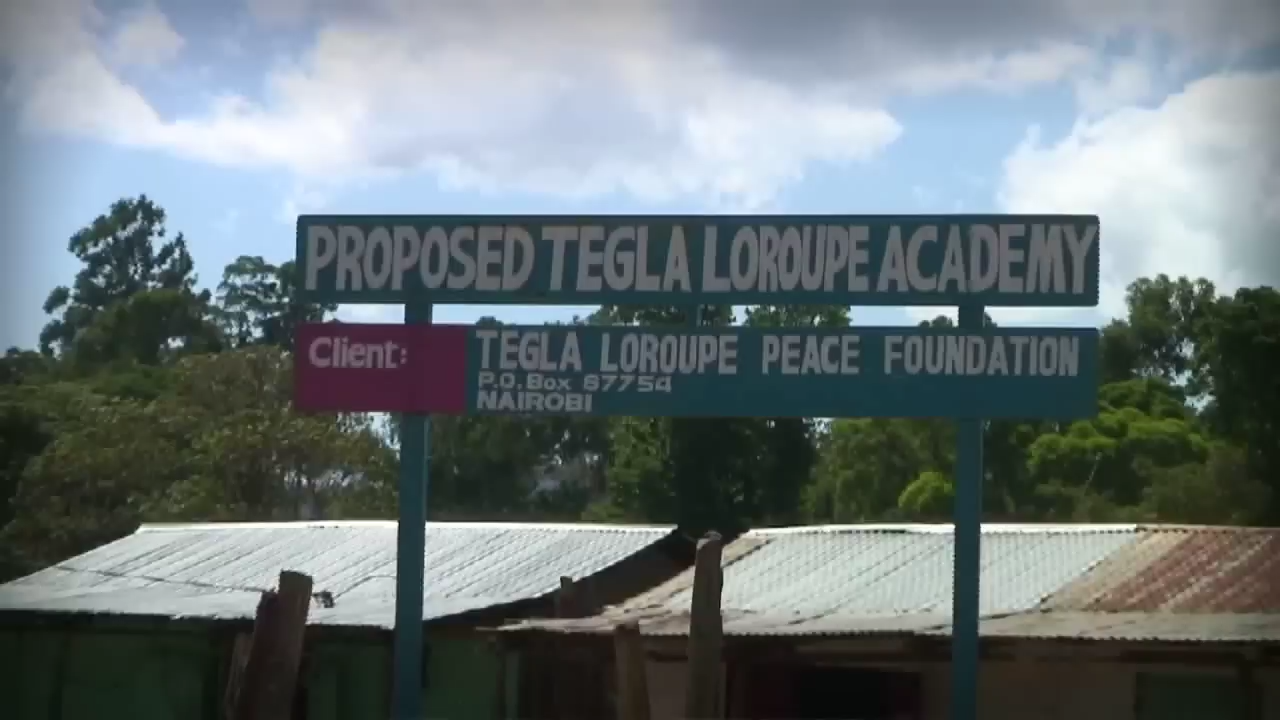 PROPOSED TEGLA LOROUPE ACADEMY
Client:
TEGLA LOROUPE PEACE FOUNDATION
P.O.Box 67754
NAIROBI